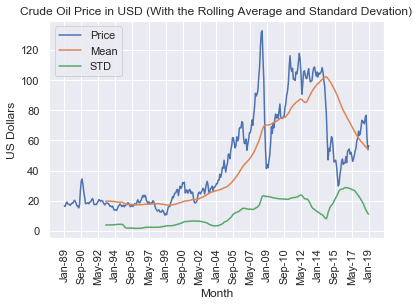 Crude Oil Price in USD (With the Rolling Average and Standard Devation)
Price
Mean
STD
US Dollars
120
100
80
60
40
20
0
Jan-89
Sep-90
May-92
Jan-94
Sep-95
May-97
Jan-99
Sep-00
May-02
Jan-04
Sep-05
May-07
Jan-09
Sep-10
May-12
Jan-14
Sep-15
May-17
Jan-19
Month